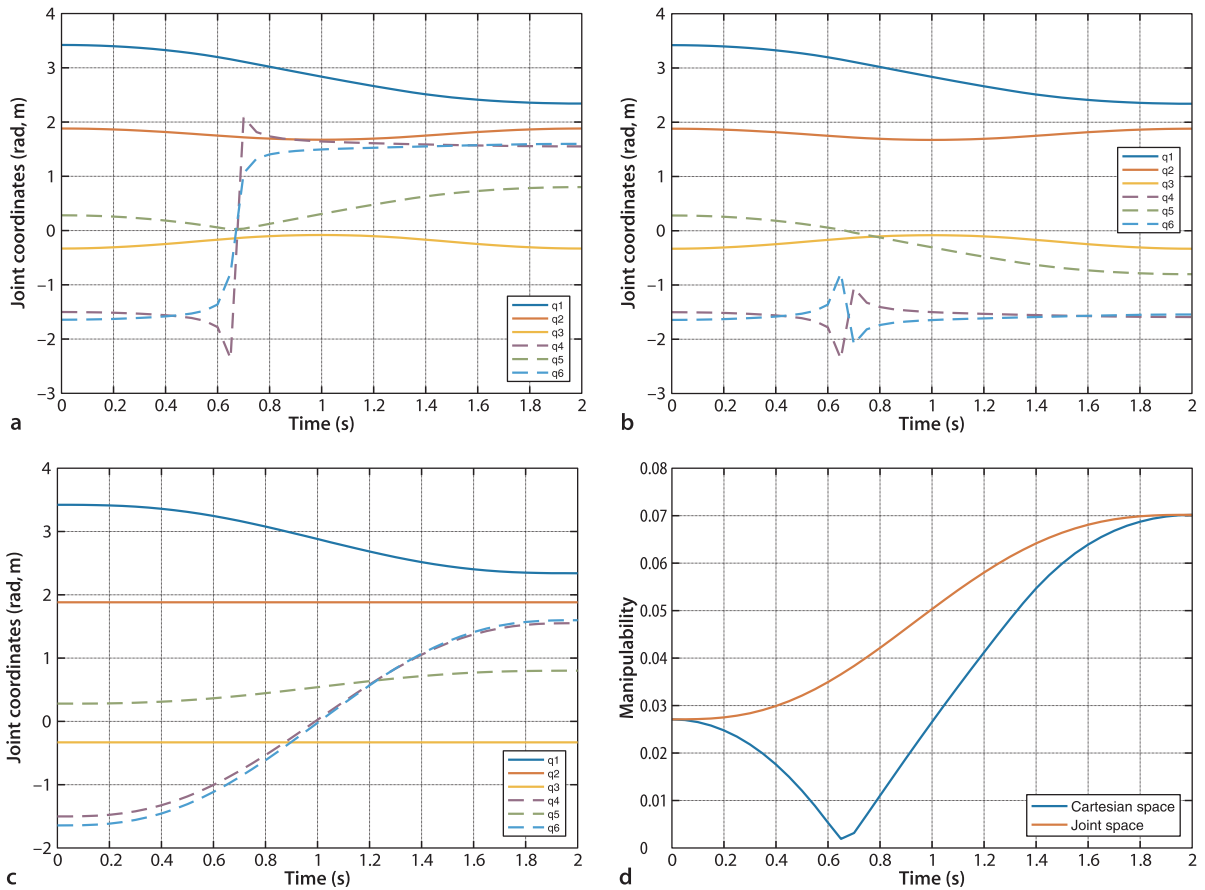 4
3
2
1
0
−1
−2
−3
0 0.2 0.4 0.6 0.8 1 1.2 1.4 1.6 1.8 2
Joint coordinates (rad, m)
Time (s)
q1
q2
q3
q4
q5
q6
a
4
3
2
1
0
−1
−2
−3
0 0.2 0.4 0.6 0.8 1 1.2 1.4 1.6 1.8 2
Joint coordinates (rad, m)
Time (s)
q1
q2
q3
q4
q5
q6
b
4
3
2
1
0
−1
−2
0 0.2 0.4 0.6 0.8 1 1.2 1.4 1.6 1.8 2
Joint coordinates (rad, m)
Time (s)
q1
q2
q3
q4
q5
q6
c
0.08
0.07
0.06
0.05
0.04
0.03
0.02
0.01
0
0 0.2 0.4 0.6 0.8 1 1.2 1.4 1.6 1.8 2
Manipulability
Time (s)
Cartesian space
Joint space
d